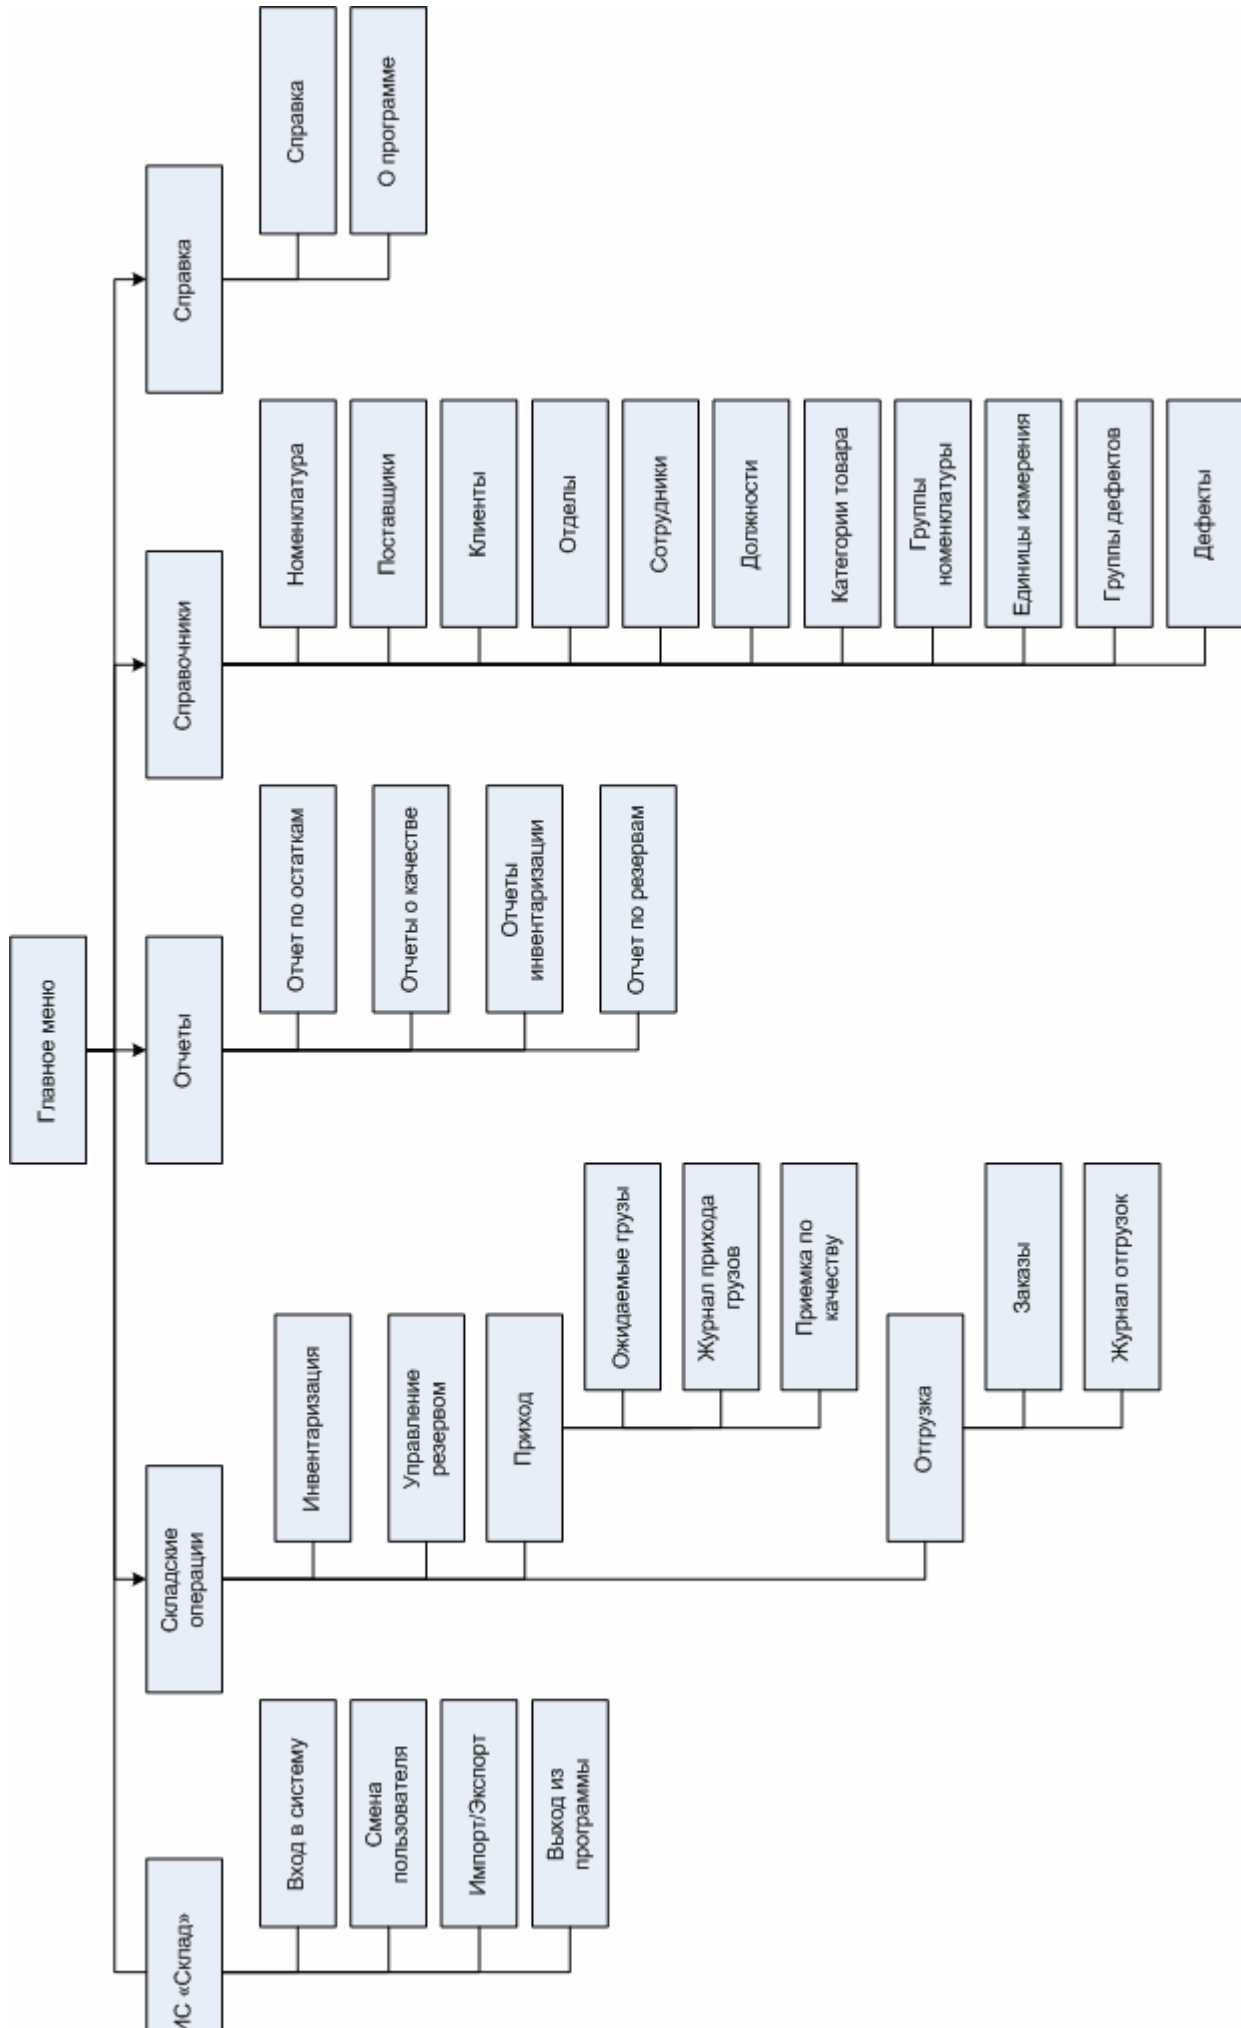 Главное меню
ИС «Склад»
Вход в систему
Смена
пользователя
Импорт/Экспорт
Выход из
программы
Складские
операции
Инвентаризация
Управление
резервом
Приход
Ожидаемые грузы
Журнал прихода
грузов
Приемка по
качеству
Отгрузка
Заказы
Журнал отгрузок
Отчеты
Отчет по остаткам
Отчеты о качестве
Отчеты
инвентаризации
Отчет по резервам
Справочники
Номенклатура
Поставщики
Клиенты
Отделы
Сотрудники
Должности
Категории товара
Группы
номенклатуры
Единицы измерения
Группы дефектов
Дефекты
Справка
Справка
О программе